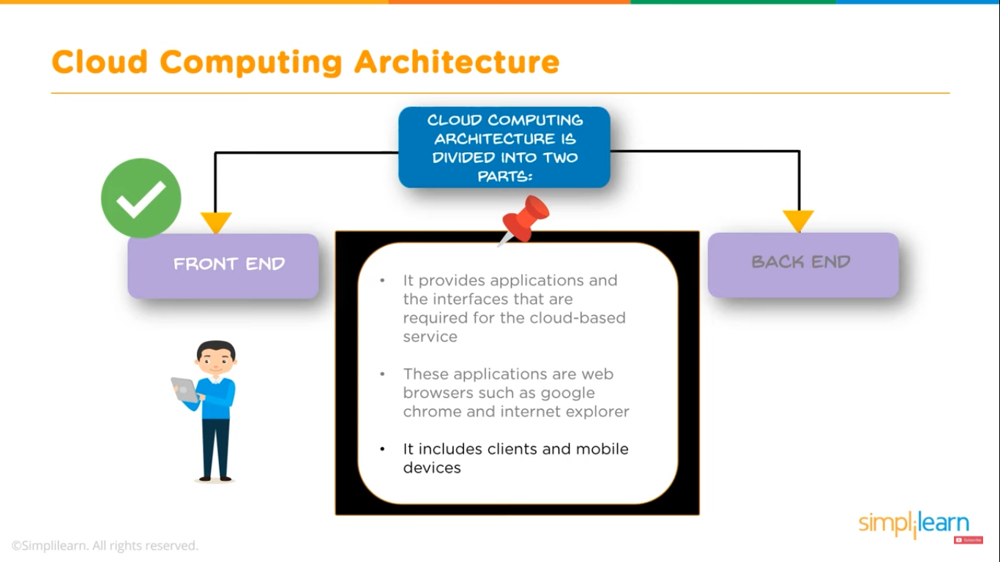 Cloud Computing Architecture
CLOUD COMPUTING
ARCHITECTURE IS
DIVIDED INTO TWO
PARTS:
FRONT END
BACK END
• It provides applications and
the interfaces that are
required for the cloud-based
service
• These applications are web
browsers such as google
chrome and internet explorer
• It includes clients and mobile
devices
simplilearn
Subscribe
©Simplilearn. All rights reserved.